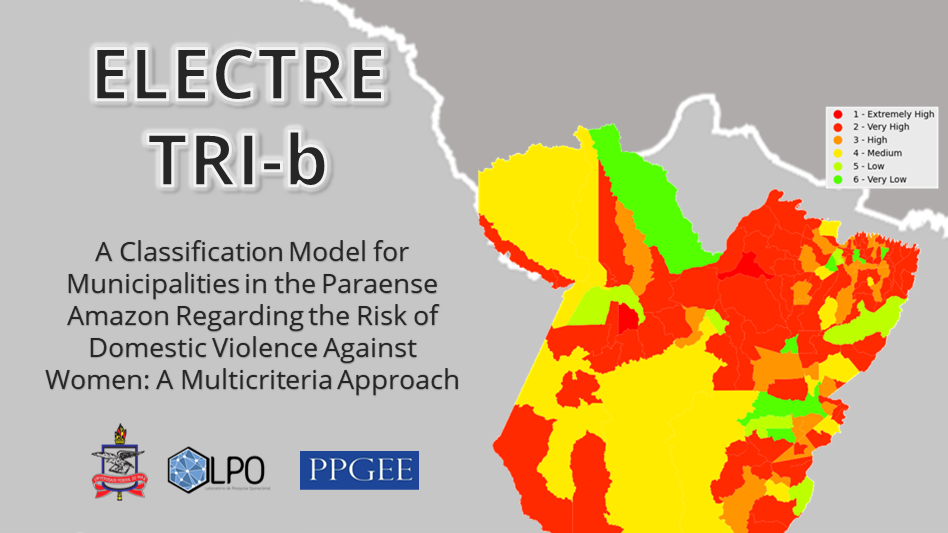 ELECTRE
TRI-b
A Classification Model for
Municipalities in the Paraense
Amazon Regarding the Risk of
Domestic Violence Against
Women: A Multicriteria Approach
LPO
PPGEE
1 - Extremely High
2 - Very High
3 - High
4 - Medium
5 - Low
6 - Very Low